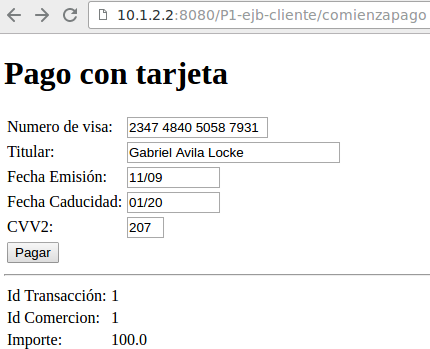 10.1.2.2:8080/P1-ejb-cliente/comienzapago
Pago con tarjeta
Numero de visa: 2347 4840 5058 7931
Titular: Gabriel Avila Locke
Fecha Emisión: 11/09
Fecha Caducidad: 01/20
CVV2: 207
Pagar
Id Transacción: 1
Id Comercion: 1
Importe: 100.0